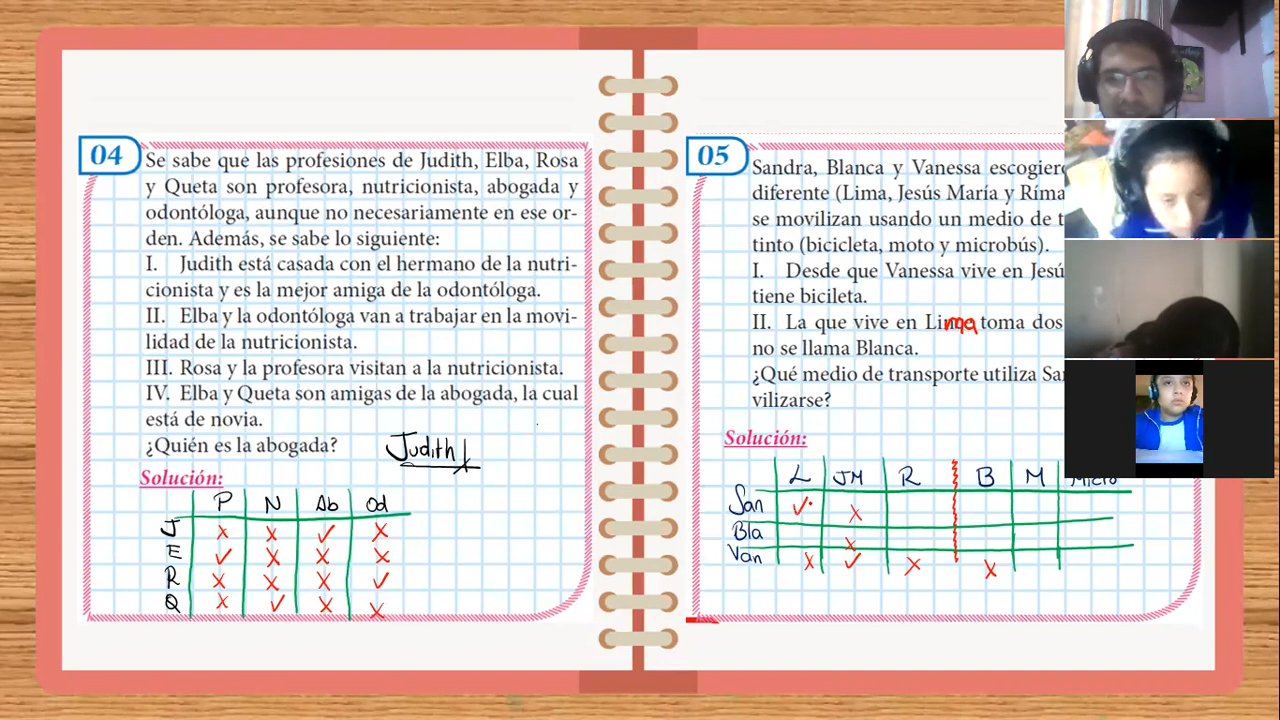 04
Se sabe que las profesiones de Judith, Elba, Rosa
y Queta son profesora, nutricionista, abogada y
odontóloga, aunque no necesariamente en ese or-
den. Además, se sabe lo siguiente:
I. Judith está casada con el hermano de la nutri-
cionista y es la mejor amiga de la odontóloga.
II. Elba y la odontóloga van a trabajar en la movi-
lidad de la nutricionista.
III. Rosa y la profesora visitan a la nutricionista.
IV. Elba y Queta son amigas de la abogada, la cual
está de novia.
¿Quién es la abogada?
Judith
Solución:
P N Ab Od
J x x ✓ x
E ✓ x x x
R x x x ✓
Q x ✓ x x
05
Sandra, Blanca y Vanessa escogiero
diferente (Lima, Jesús María y Ríma
se movilizan usando un medio de t
tinto (bicicleta, moto y microbús).
I. Desde que Vanessa vive en Jesú
tiene bicileta.
II. La que vive en Lima toma dos
no se llama Blanca.
¿Qué medio de transporte utiliza Sa
vilizarse?
Solución:
L JM R B M Micro
San ✓ x
Bla x
Van x ✓ x x